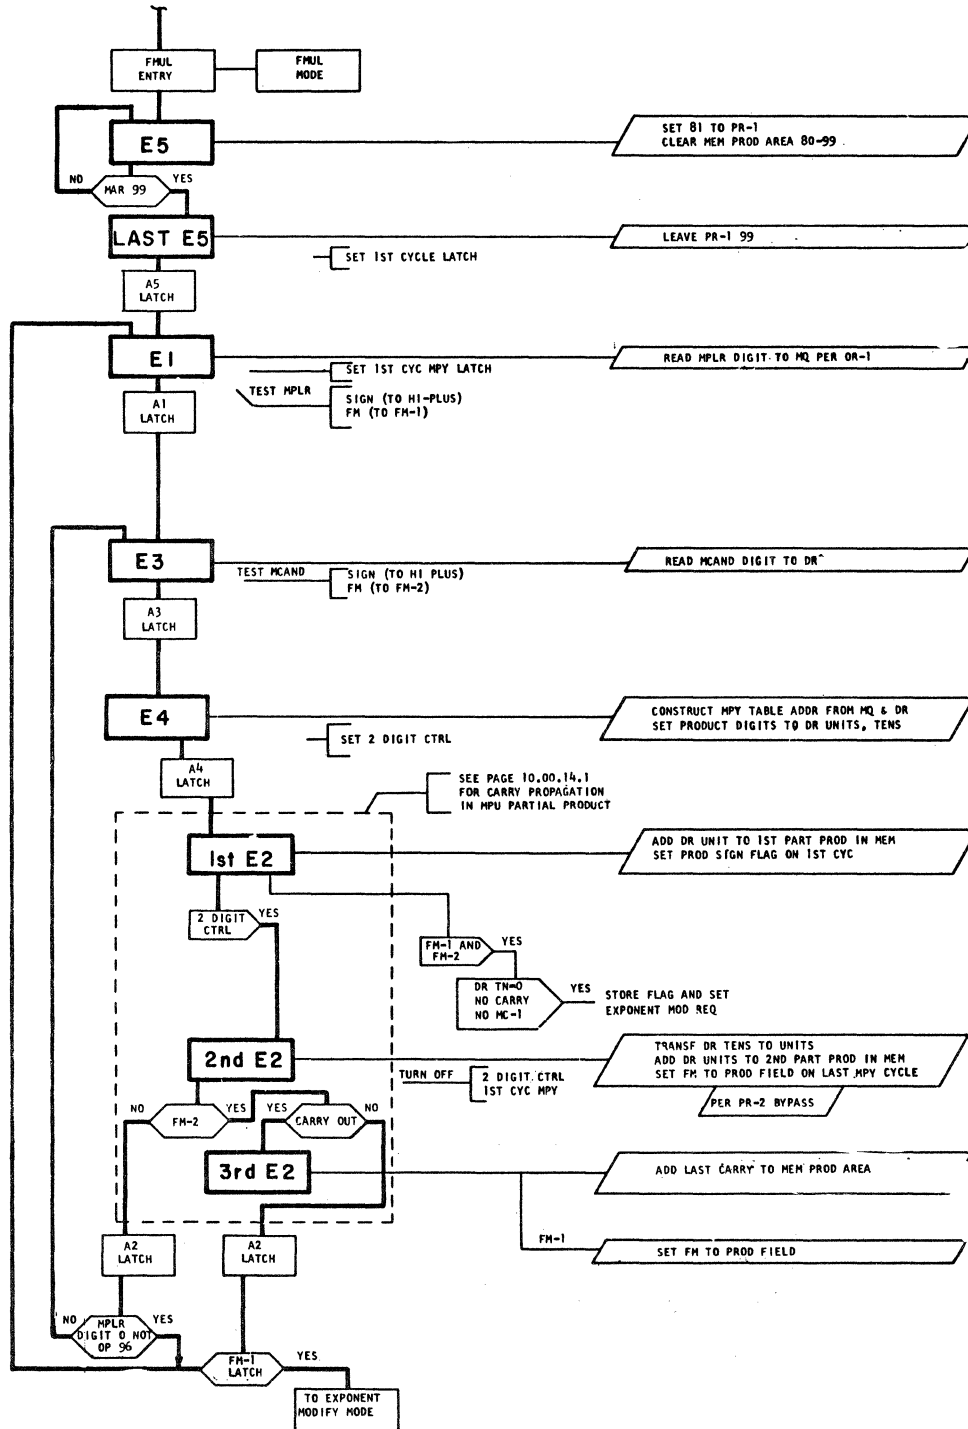 FMUL
ENTRY
FMUL
MODE
E5
SET 81 TO PR-1
CLEAR MEM PROD AREA 80-99
NO
MAR 99
YES
LAST E5
LEAVE PR-1 99
SET 1ST CYCLE LATCH
A5
LATCH
E1
READ MPLR DIGIT TO MQ PER OR-1
SET 1ST CYC MPY LATCH
TEST MPLR
SIGN (TO HI-PLUS)
FM (TO FM-1)
A1
LATCH
E3
READ MCAND DIGIT TO DR
TEST MCAND
SIGN (TO HI PLUS)
FM (TO FM-2)
A3
LATCH
E4
CONSTRUCT MPY TABLE ADDR FROM MQ & DR
SET PRODUCT DIGITS TO DR UNITS, TENS
SET 2 DIGIT CTRL
A4
LATCH
SEE PAGE 10.00.14.1
FOR CARRY PROPAGATION
IN MPU PARTIAL PRODUCT
1st E2
ADD DR UNIT TO 1ST PART PROD IN MEM
SET PROD SIGN FLAG ON 1ST CYC
2 DIGIT
CTRL
YES
FM-1 AND
FM-2
YES
DR TN=0
NO CARRY
NO MC-1
YES
STORE FLAG AND SET
EXPONENT MOD REQ
2nd E2
TRANSF DR TENS TO UNITS
ADD DR UNITS TO 2ND PART PROD IN MEM
SET FM TO PROD FIELD ON LAST MPY CYCLE
TURN OFF
2 DIGIT CTRL
1ST CYC MPY
PER PR-2 BYPASS
NO
FM-2
YES
YES
CARRY OUT
NO
3rd E2
ADD LAST CARRY TO MEM PROD AREA
FM-1
SET FM TO PROD FIELD
A2
LATCH
A2
LATCH
NO
MPLR
DIGIT 0 NOT
OP 96
YES
FM-1
LATCH
YES
TO EXPONENT
MODIFY MODE